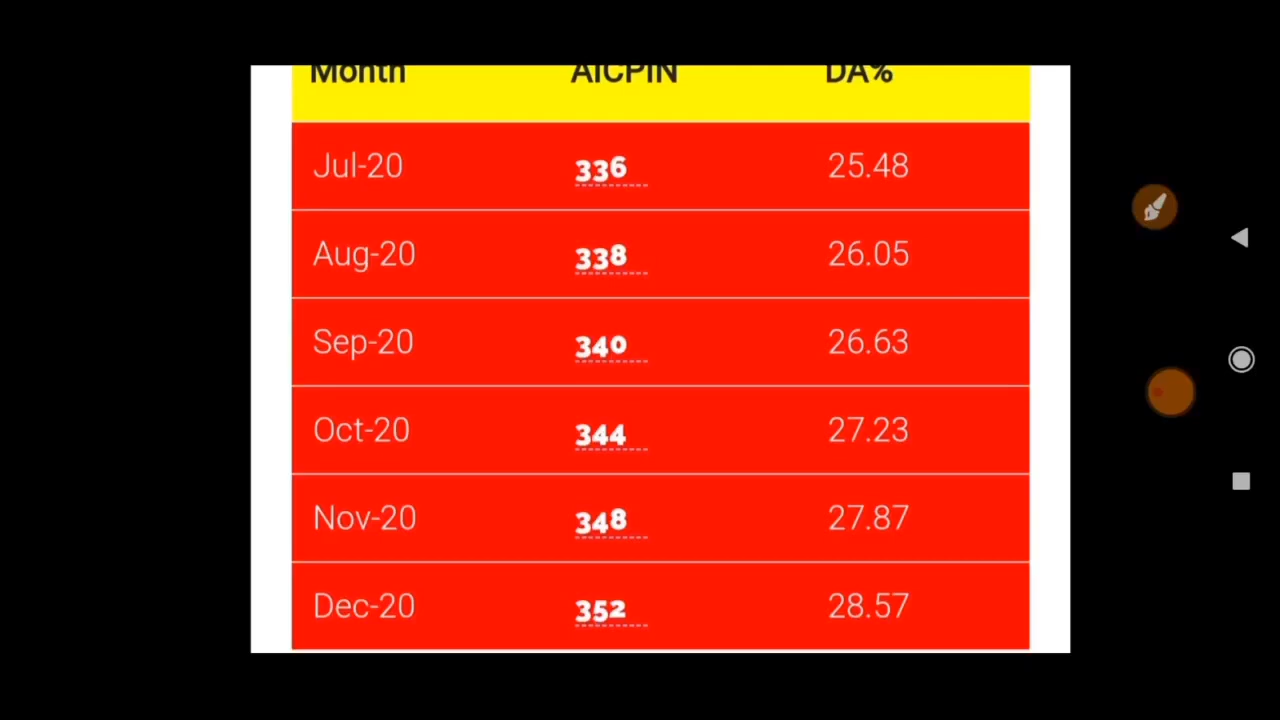 Month AICPIN DA%
Jul-20 336 25.48
Aug-20 338 26.05
Sep-20 340 26.63
Oct-20 344 27.23
Nov-20 348 27.87
Dec-20 352 28.57